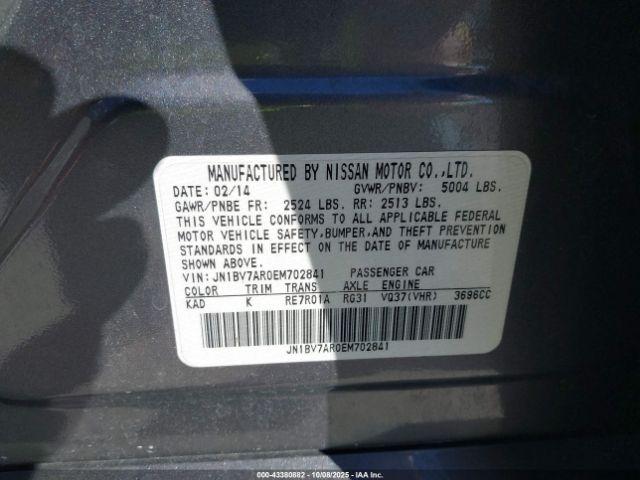 MANUFACTURED BY NISSAN MOTOR CO.,LTD.
DATE: 02/14 GVWR/PNBV: 5004 LBS.
GAWR/PNBE FR: 2524 LBS. RR: 2513 LBS.
THIS VEHICLE CONFORMS TO ALL APPLICABLE FEDERAL
MOTOR VEHICLE SAFETY,BUMPER,AND THEFT PREVENTION
STANDARDS IN EFFECT ON THE DATE OF MANUFACTURE
SHOWN ABOVE.
VIN: JN1BV7AR0EM702841 PASSENGER CAR
COLOR TRIM TRANS AXLE ENGINE
KAD K RE7R01A RG31 VQ37(VHR) 3696CC
JN1BV7AR0EM702841
000-43380882 - 10/08/2025 - IAAI.com